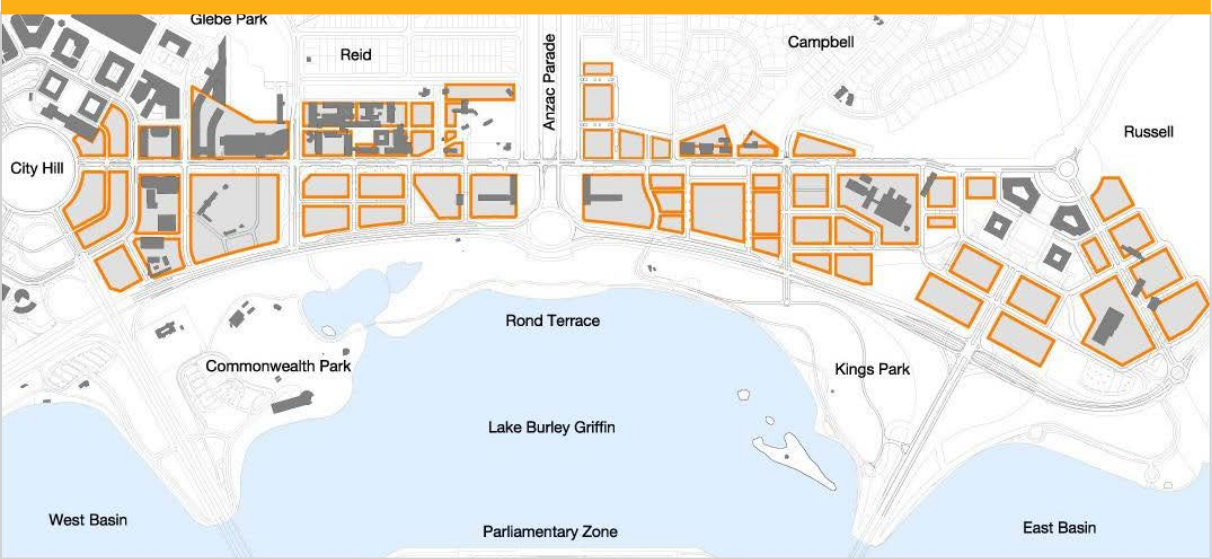 Glebe Park
Reid
Anzac Parade
Campbell
Russell
City Hill
Rond Terrace
Commonwealth Park
Kings Park
Lake Burley Griffin
West Basin
Parliamentary Zone
East Basin